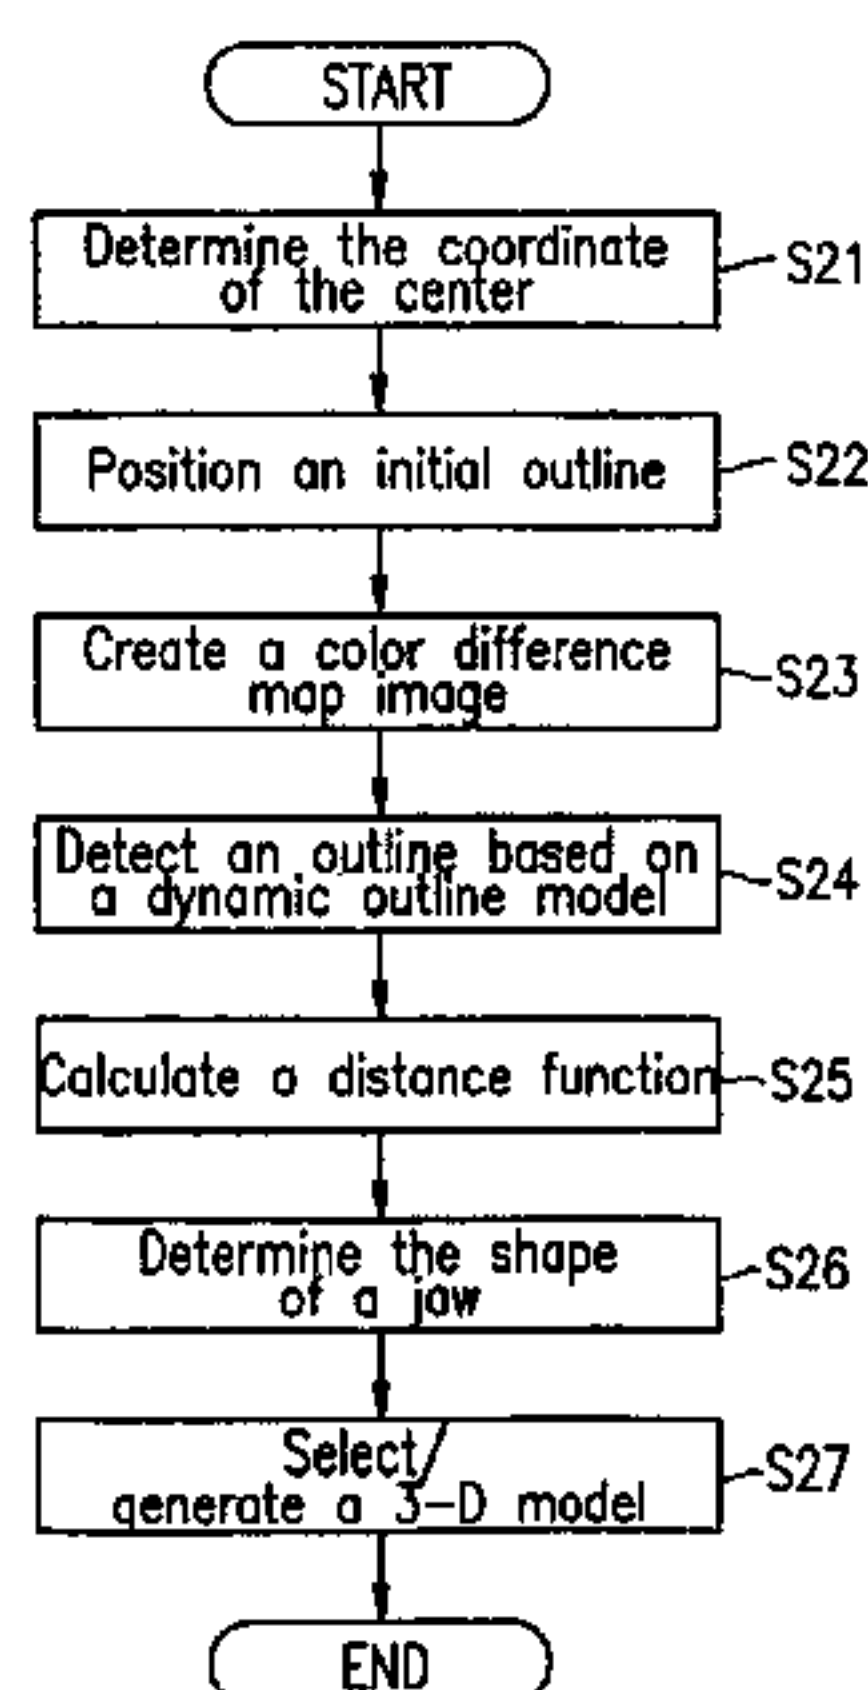 START
Determine the coordinate
of the center
S21
Position an initial outline
S22
Create a color difference
map image
S23
Detect an outline based on
a dynamic outline model
S24
Calculate a distance function
S25
Determine the shape
of a jaw
S26
Select/
generate a 3-D model
S27
END